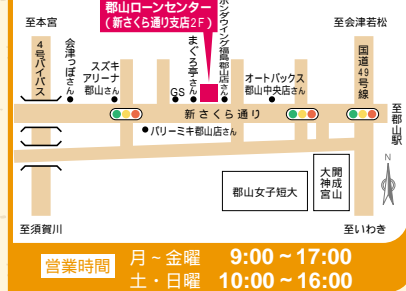 郡山ローンセンター
(新さくら通り支店2F)
至本宮
至会津若松
4号バイパス
会津っぽさん
スズキ
アリーナ
郡山さん
GS
まぐろ亭さん
ホンダウイング福島郡山店さん
オートバックス
郡山中央店さん
国道49号線
至郡山駅
新さくら通り
パリーミキ郡山店さん
郡山女子短大
開成山
大神宮
N
至須賀川
至いわき
営業時間
月~金曜 9:00~17:00
土・日曜 10:00~16:00